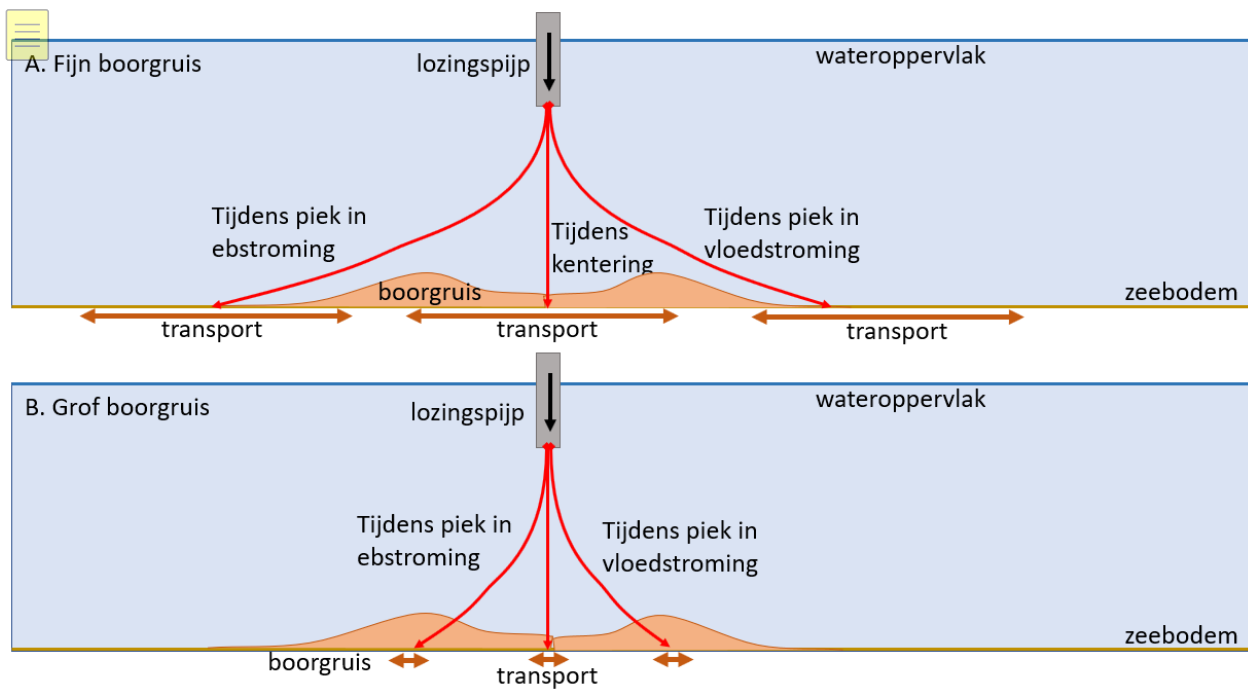 A. Fijn boorgruis
lozingspijp
wateroppervlak
Tijdens piek in
ebstroming
Tijdens
kentering
Tijdens piek in
vloedstroming
boorgruis
zeebodem
transport
transport
transport
B. Grof boorgruis
lozingspijp
wateroppervlak
Tijdens piek in
ebstroming
Tijdens piek in
vloedstroming
zeebodem
boorgruis
transport